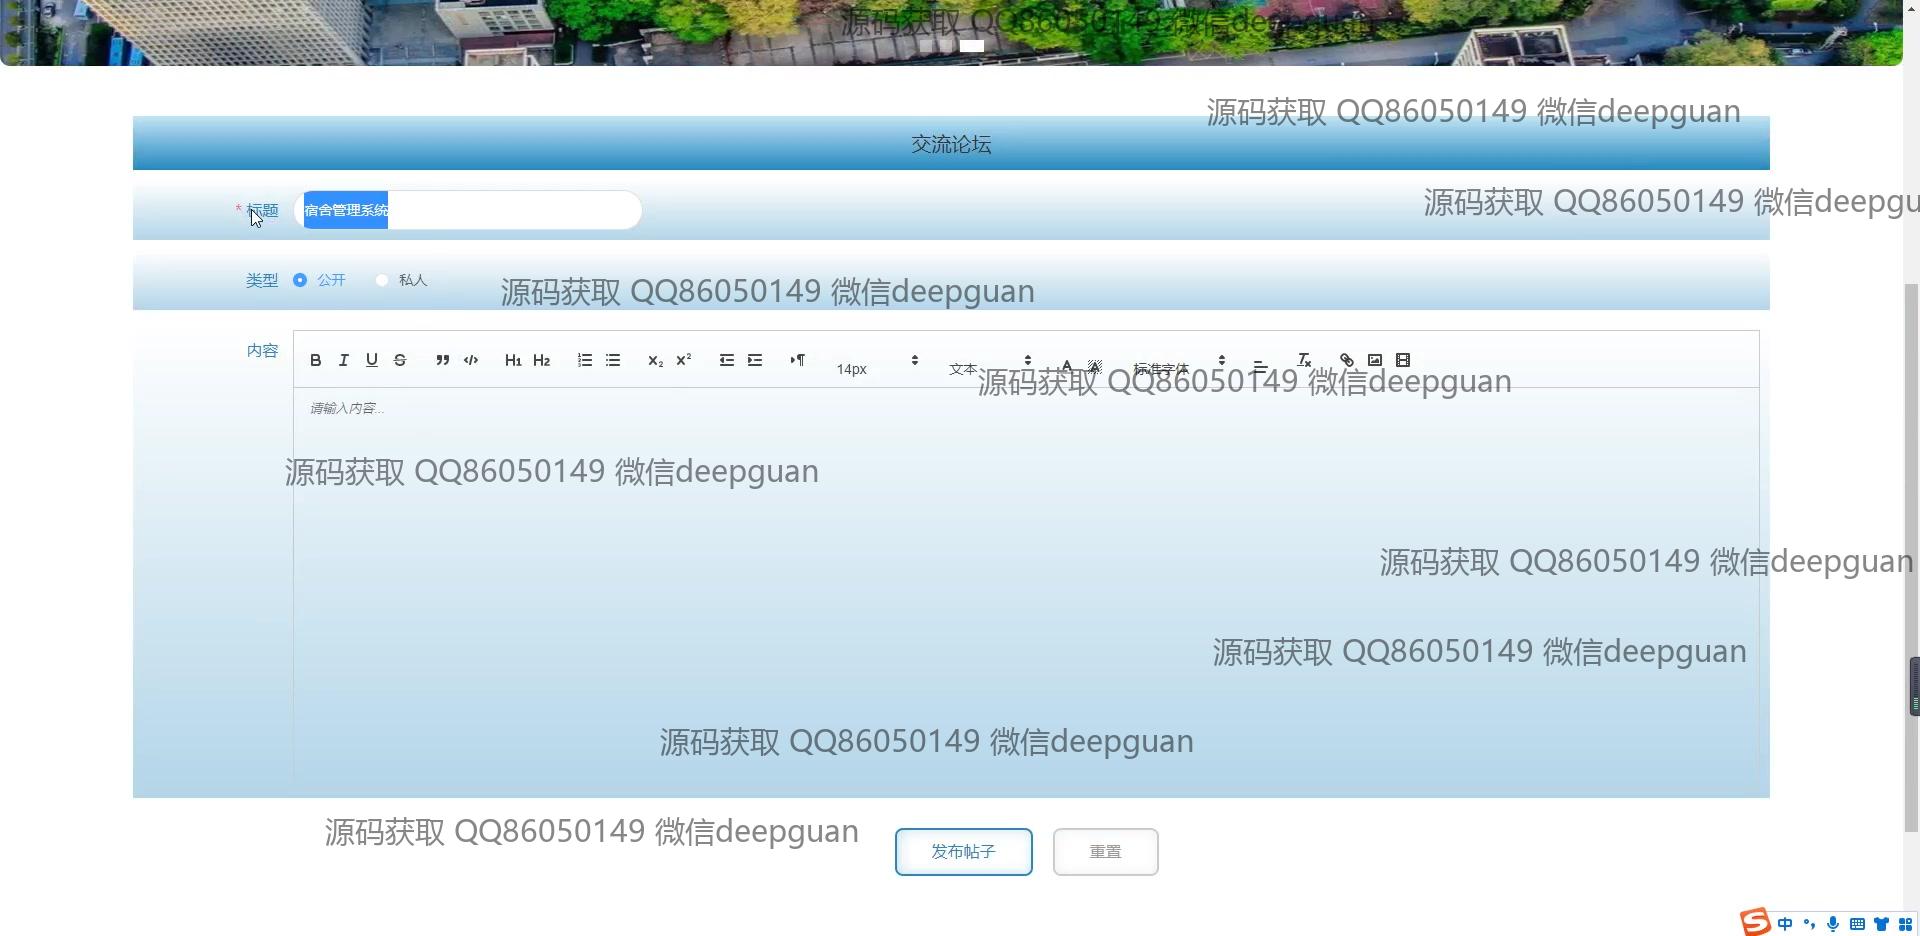 源码获取 QQ86050149 微信deepguan
源码获取 QQ86050149 微信deepguan
交流论坛
* 标题 宿舍管理系统
源码获取 QQ86050149 微信deepgu
类型 公开 私人
源码获取 QQ86050149 微信deepguan
内容
B I U S H1 H2 X2 X2 14px 文本 A A 标准字体 Tx
源码获取 QQ86050149 微信deepguan
请输入内容...
源码获取 QQ86050149 微信deepguan
源码获取 QQ86050149 微信deepguan
源码获取 QQ86050149 微信deepguan
源码获取 QQ86050149 微信deepguan
源码获取 QQ86050149 微信deepguan
发布帖子 重置
S 中